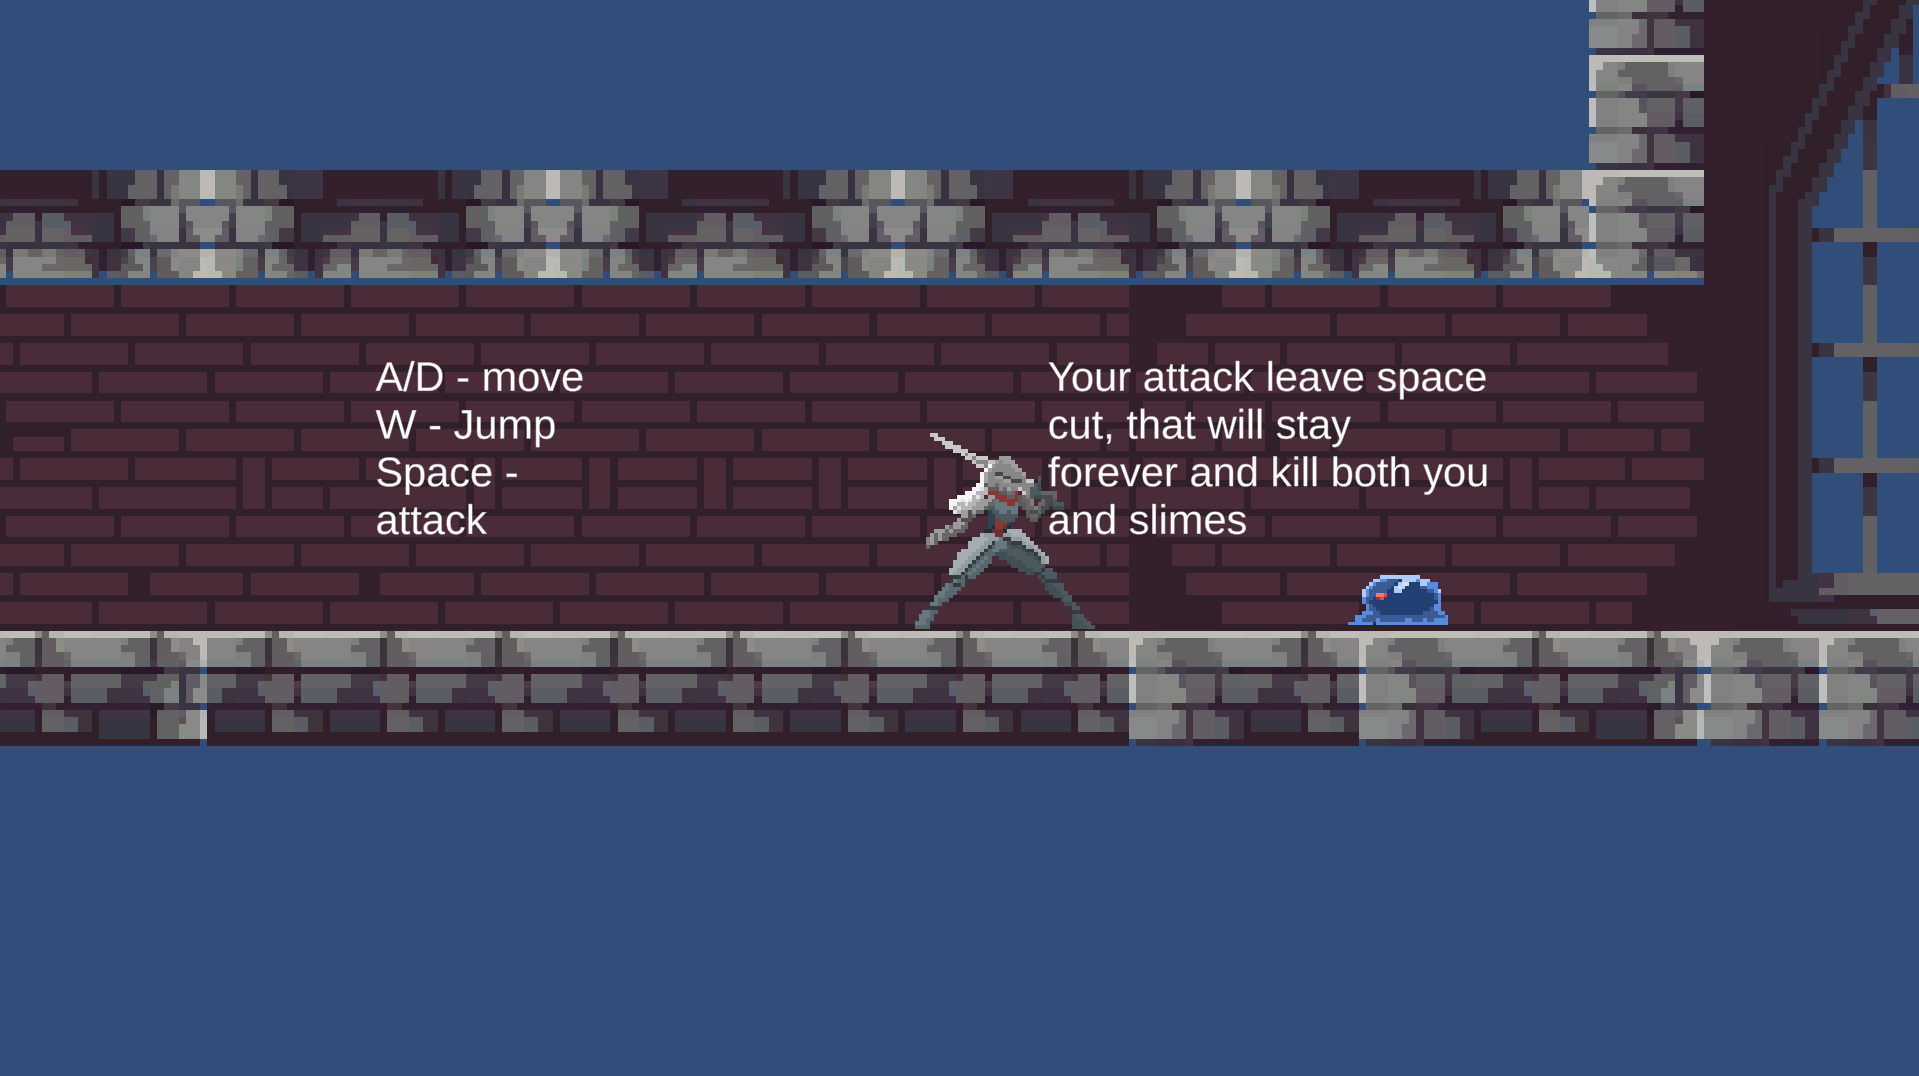 A/D - move
W - Jump
Space -
attack
Your attack leave space
cut, that will stay
forever and kill both you
and slimes